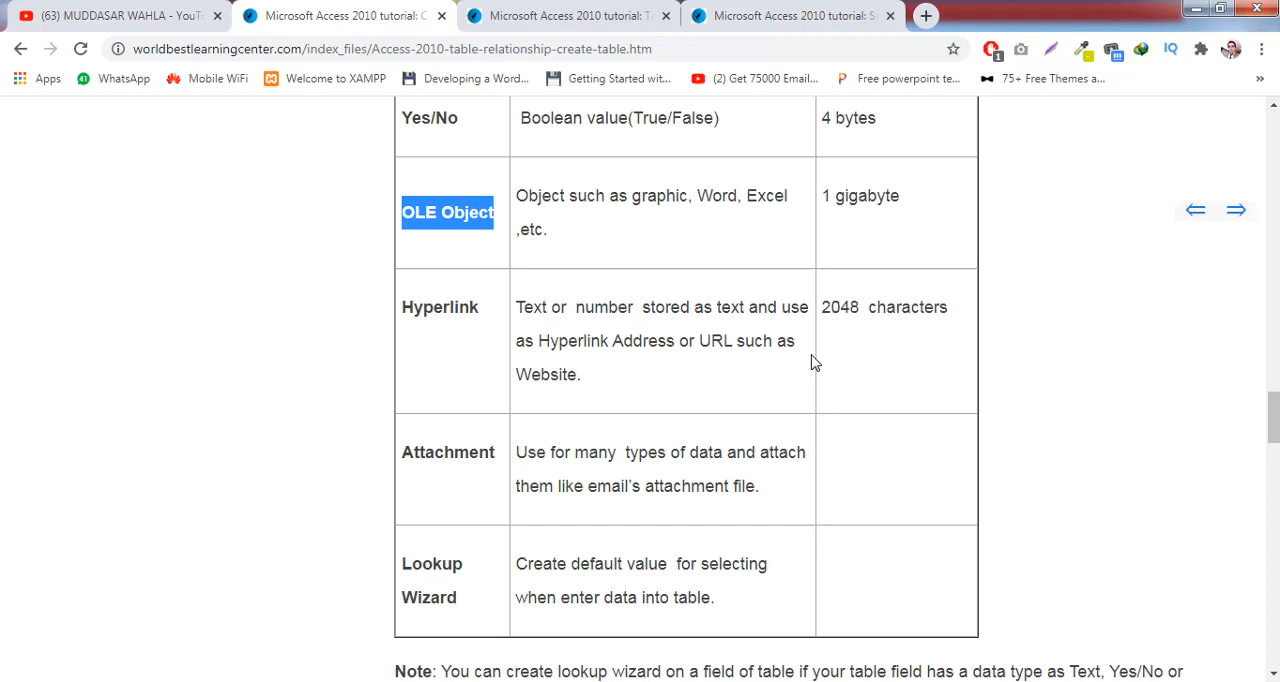 (63) MUDDASAR WAHLA - YouTu
Microsoft Access 2010 tutorial: C
Microsoft Access 2010 tutorial: Ta
Microsoft Access 2010 tutorial: S
worldbestlearningcenter.com/index_files/Access-2010-table-relationship-create-table.htm
Apps
WhatsApp
Mobile WiFi
Welcome to XAMPP
Developing a Word...
Getting Started wit...
(2) Get 75000 Email...
Free powerpoint te...
75+ Free Themes a...
Yes/No
Boolean value(True/False)
4 bytes
OLE Object
Object such as graphic, Word, Excel
,etc.
1 gigabyte
Hyperlink
Text or number stored as text and use
as Hyperlink Address or URL such as
Website.
2048 characters
Attachment
Use for many types of data and attach
them like email's attachment file.
Lookup
Wizard
Create default value for selecting
when enter data into table.
Note: You can create lookup wizard on a field of table if your table field has a data type as Text, Yes/No or